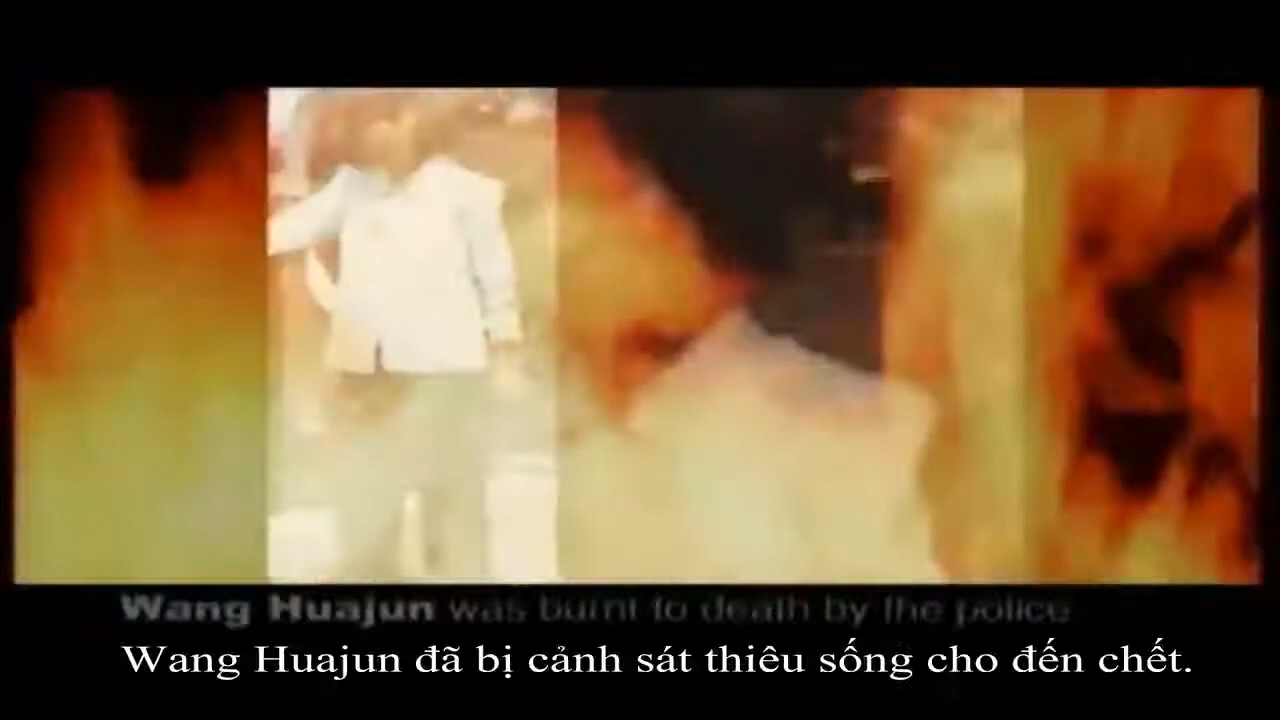 Wang Huajun was burnt to death by the police
Wang Huajun đã bị cảnh sát thiêu sống cho đến chết.